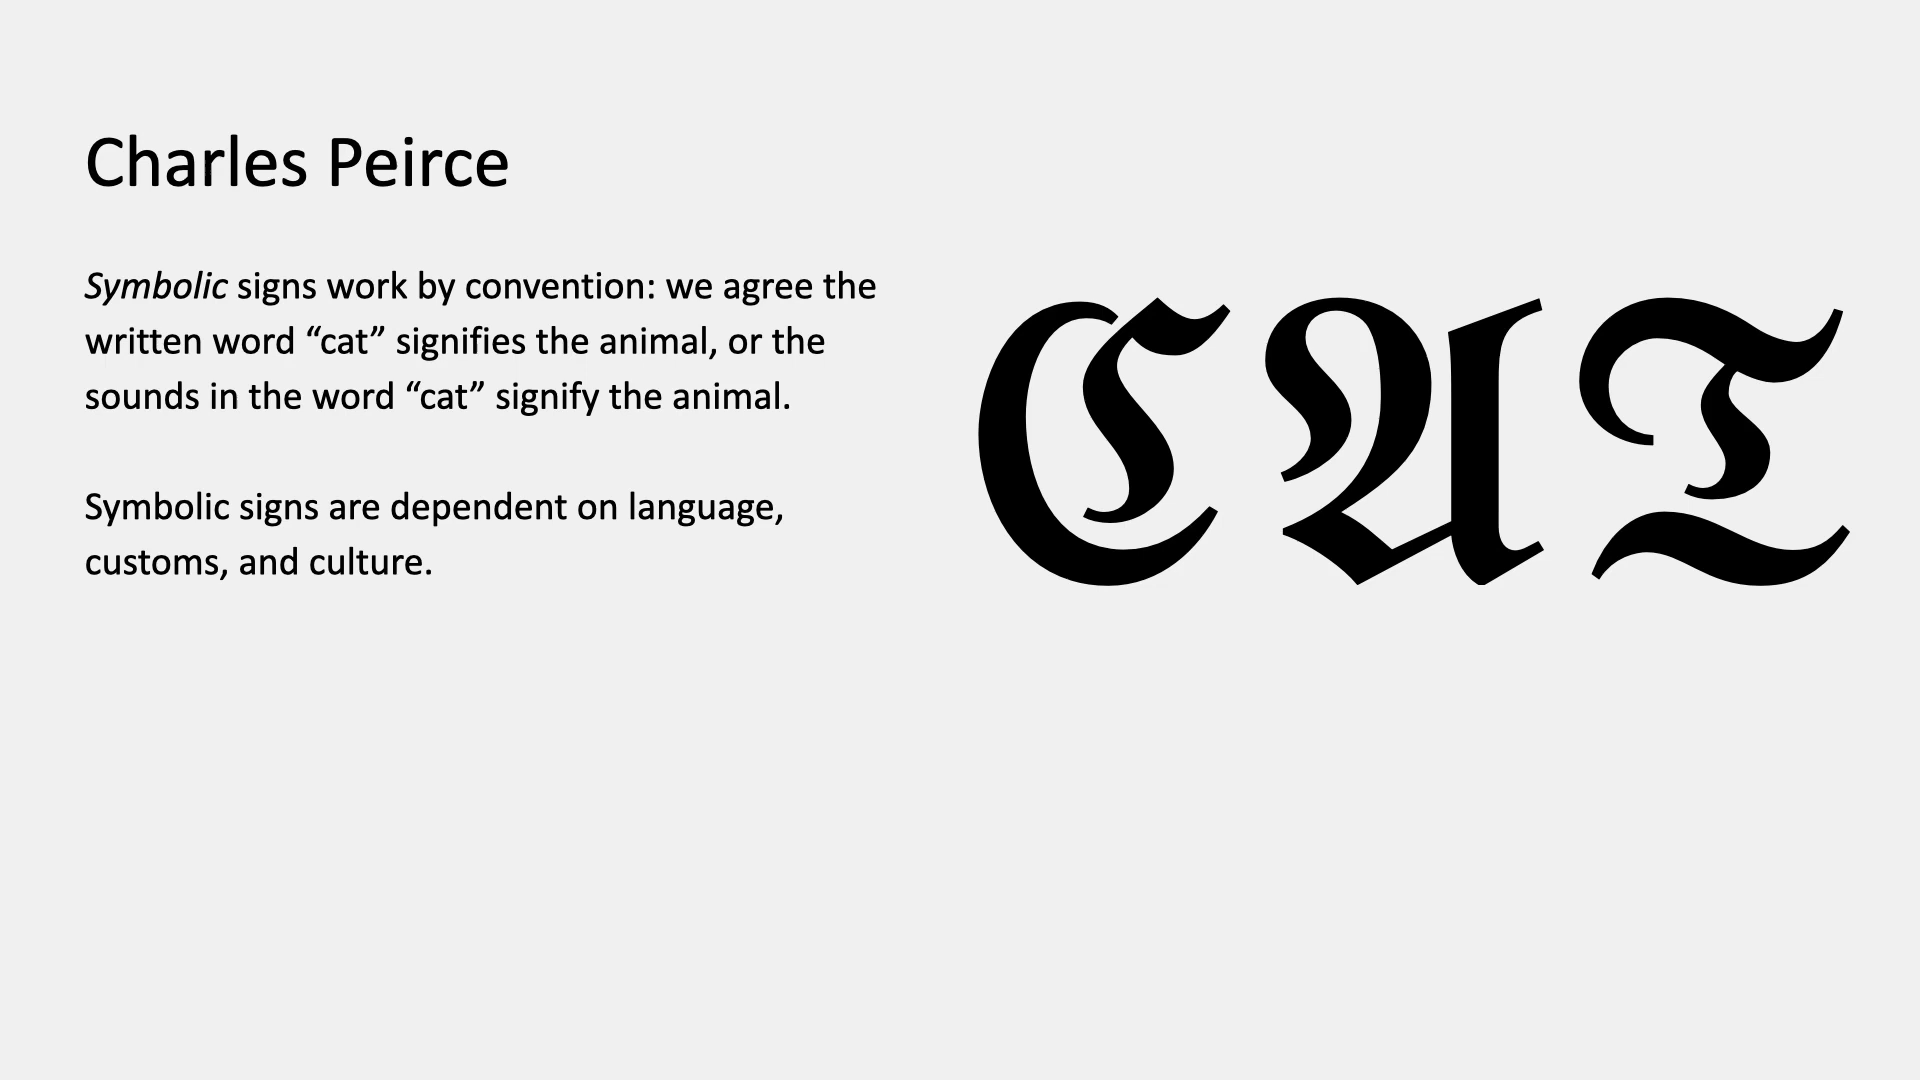 Charles Peirce
Symbolic signs work by convention: we agree the
written word “cat” signifies the animal, or the
sounds in the word “cat” signify the animal.
Symbolic signs are dependent on language,
customs, and culture.
CAT